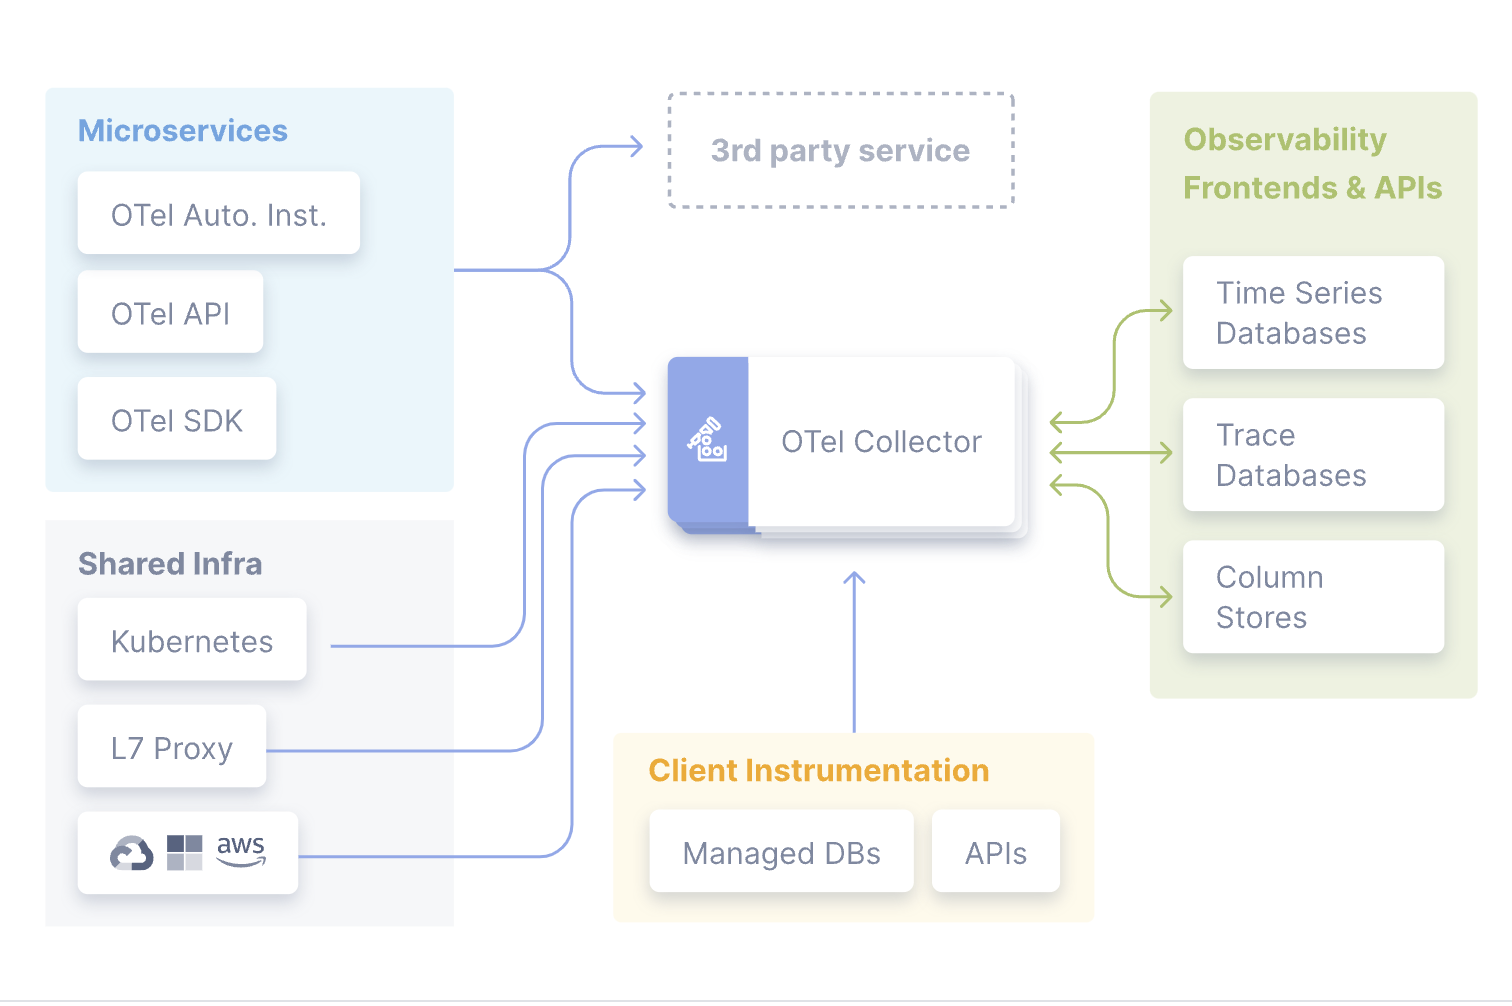 Microservices
OTel Auto. Inst.
OTel API
OTel SDK
Shared Infra
Kubernetes
L7 Proxy
aws
3rd party service
OTel Collector
Client Instrumentation
Managed DBs
APIs
Observability
Frontends & APIs
Time Series
Databases
Trace
Databases
Column
Stores